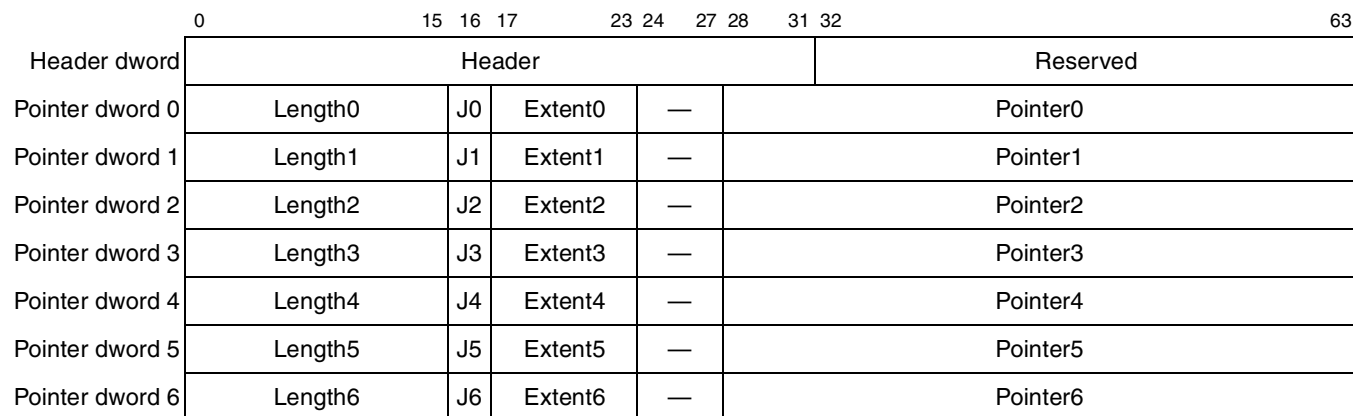 0 15 16 17 23 24 27 28 31 32 63
Header dword Header Reserved
Pointer dword 0 Length0 J0 Extent0 — Pointer0
Pointer dword 1 Length1 J1 Extent1 — Pointer1
Pointer dword 2 Length2 J2 Extent2 — Pointer2
Pointer dword 3 Length3 J3 Extent3 — Pointer3
Pointer dword 4 Length4 J4 Extent4 — Pointer4
Pointer dword 5 Length5 J5 Extent5 — Pointer5
Pointer dword 6 Length6 J6 Extent6 — Pointer6